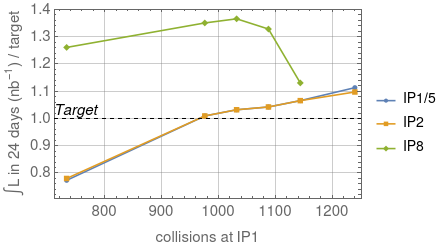 ∫L in 24 days (nb⁻¹) / target
1.4
1.3
1.2
1.1
1.0
0.9
0.8
Target
800 900 1000 1100 1200
collisions at IP1
IP1/5
IP2
IP8